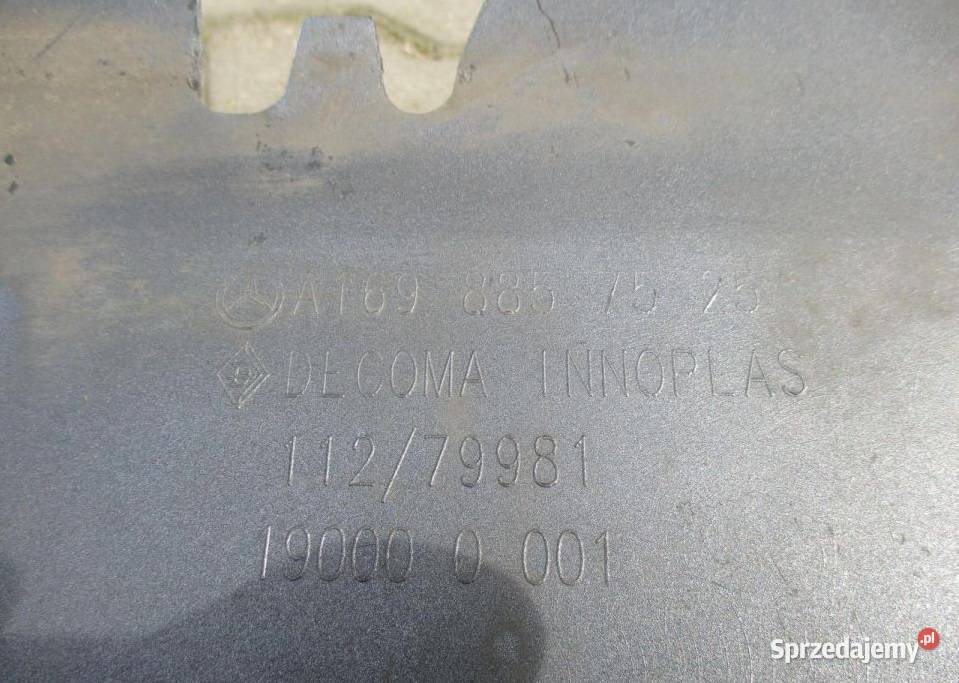 A169 885 75 25
DECOMA INNOPLAS
112/79981
19000 0 001
Sprzedajemy.pl